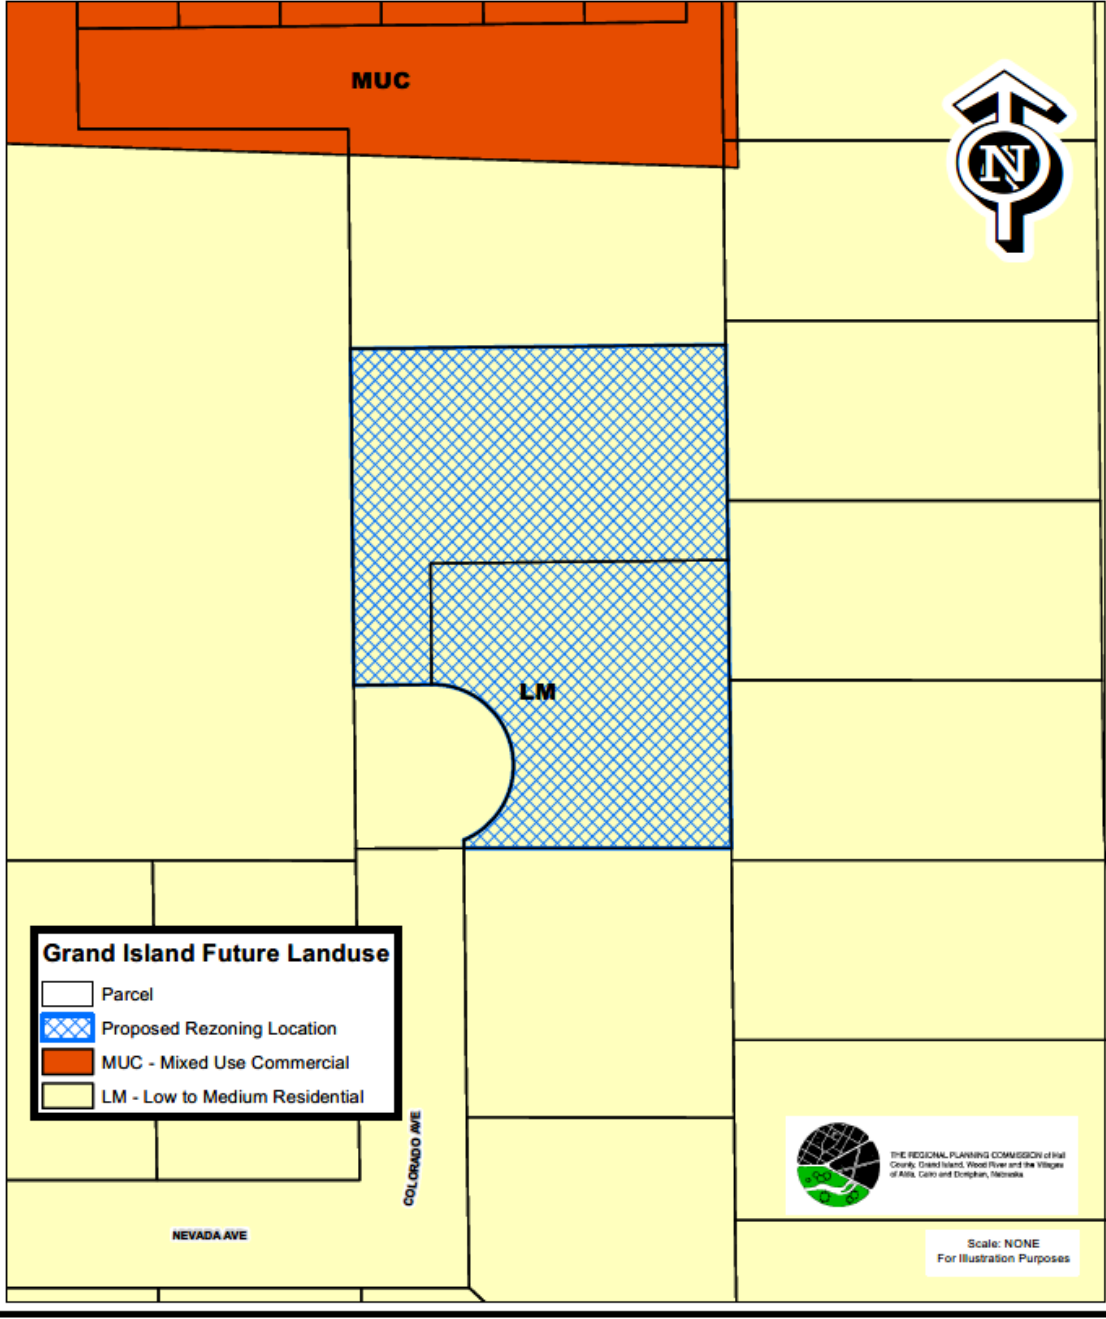 MUC
N
LM
Grand Island Future Landuse
Parcel
Proposed Rezoning Location
MUC - Mixed Use Commercial
LM - Low to Medium Residential
COLORADO AVE
NEVADA AVE
THE REGIONAL PLANNING COMMISSION of Hall
County, Grand Island, Wood River and the Villages
of Alda, Cairo and Doniphan, Nebraska
Scale: NONE
For Illustration Purposes